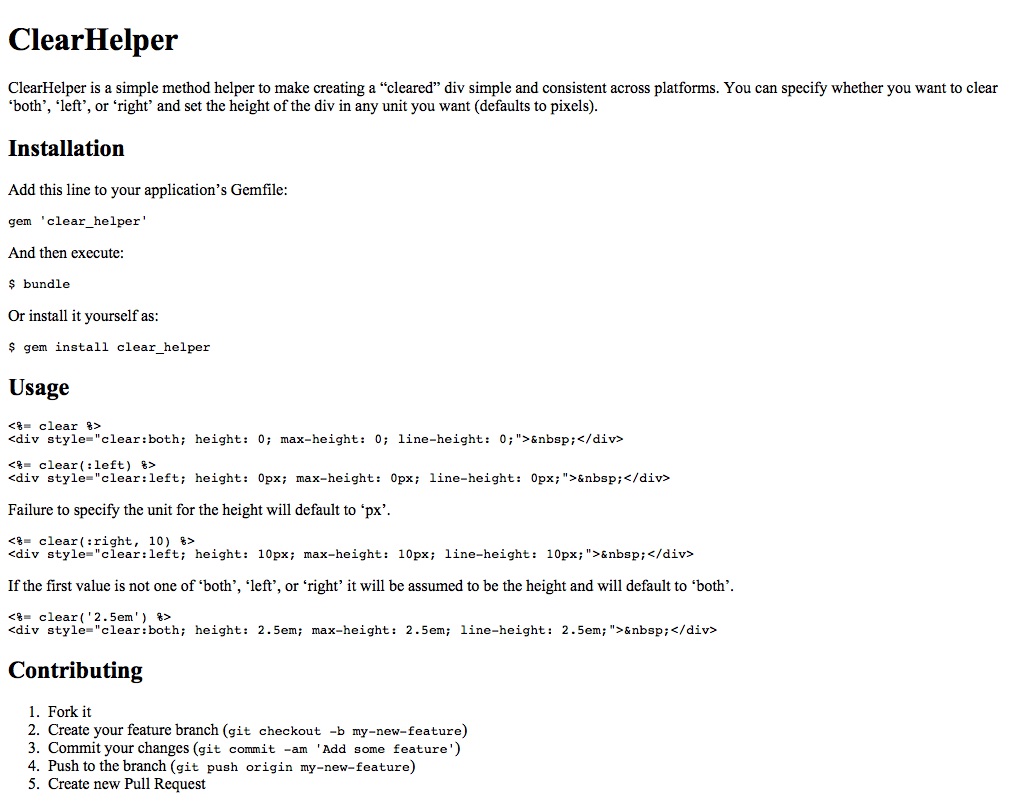 ClearHelper
ClearHelper is a simple method helper to make creating a “cleared” div simple and consistent across platforms. You can specify whether you want to clear
‘both’, ‘left’, or ‘right’ and set the height of the div in any unit you want (defaults to pixels).
Installation
Add this line to your application’s Gemfile:
gem 'clear_helper'
And then execute:
$ bundle
Or install it yourself as:
$ gem install clear_helper
Usage
<%= clear %>
<div style="clear:both; height: 0; max-height: 0; line-height: 0;">&nbsp;</div>
<%= clear(:left) %>
<div style="clear:left; height: 0px; max-height: 0px; line-height: 0px;">&nbsp;</div>
Failure to specify the unit for the height will default to ‘px’.
<%= clear(:right, 10) %>
<div style="clear:left; height: 10px; max-height: 10px; line-height: 10px;">&nbsp;</div>
If the first value is not one of ‘both’, ‘left’, or ‘right’ it will be assumed to be the height and will default to ‘both’.
<%= clear('2.5em') %>
<div style="clear:both; height: 2.5em; max-height: 2.5em; line-height: 2.5em;">&nbsp;</div>
Contributing
1. Fork it
2. Create your feature branch (git checkout -b my-new-feature)
3. Commit your changes (git commit -am 'Add some feature')
4. Push to the branch (git push origin my-new-feature)
5. Create new Pull Request